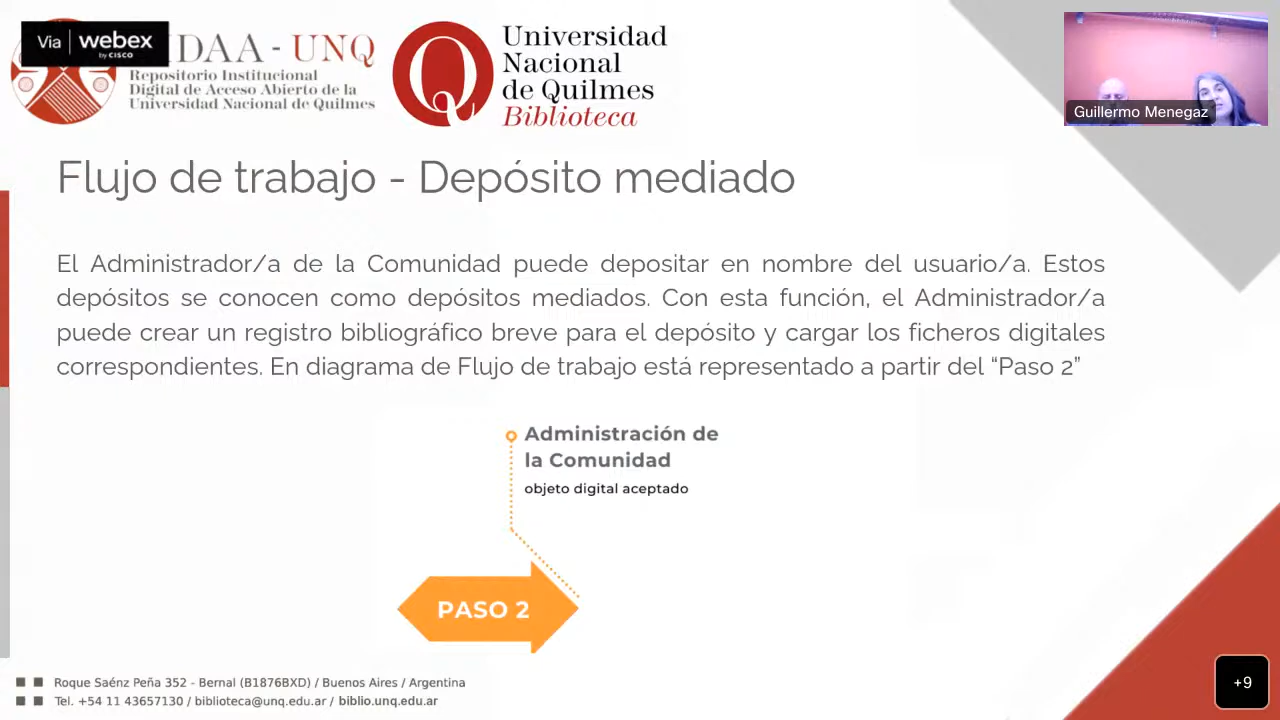 Via webex
by CISCO
DAA - UNQ
Repositorio Institucional
Digital de Acceso Abierto de la
Universidad Nacional de Quilmes
Universidad
Nacional
de Quilmes
Biblioteca
Guillermo Menegaz
Flujo de trabajo - Depósito mediado
El Administrador/a de la Comunidad puede depositar en nombre del usuario/a. Estos
depósitos se conocen como depósitos mediados. Con esta función, el Administrador/a
puede crear un registro bibliográfico breve para el depósito y cargar los ficheros digitales
correspondientes. En diagrama de Flujo de trabajo está representado a partir del “Paso 2”
Administración de
la Comunidad
objeto digital aceptado
PASO 2
Roque Saénz Peña 352 - Bernal (B1876BXD) / Buenos Aires / Argentina
Tel. +54 11 43657130 / biblioteca@unq.edu.ar / biblio.unq.edu.ar
+9